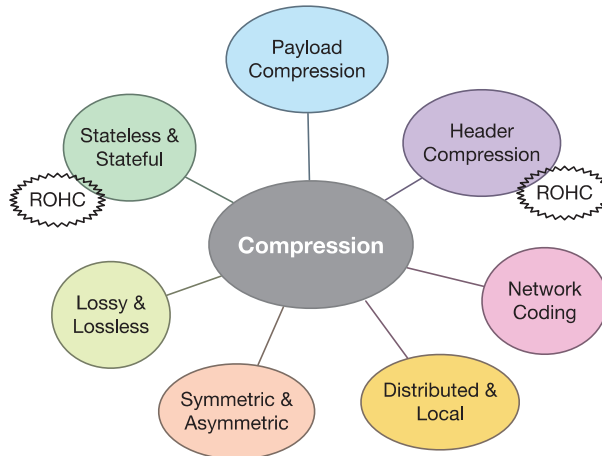 Payload
Compression
Stateless &
Stateful
Header
Compression
ROHC
ROHC
Compression
Lossy &
Lossless
Network
Coding
Symmetric &
Asymmetric
Distributed &
Local